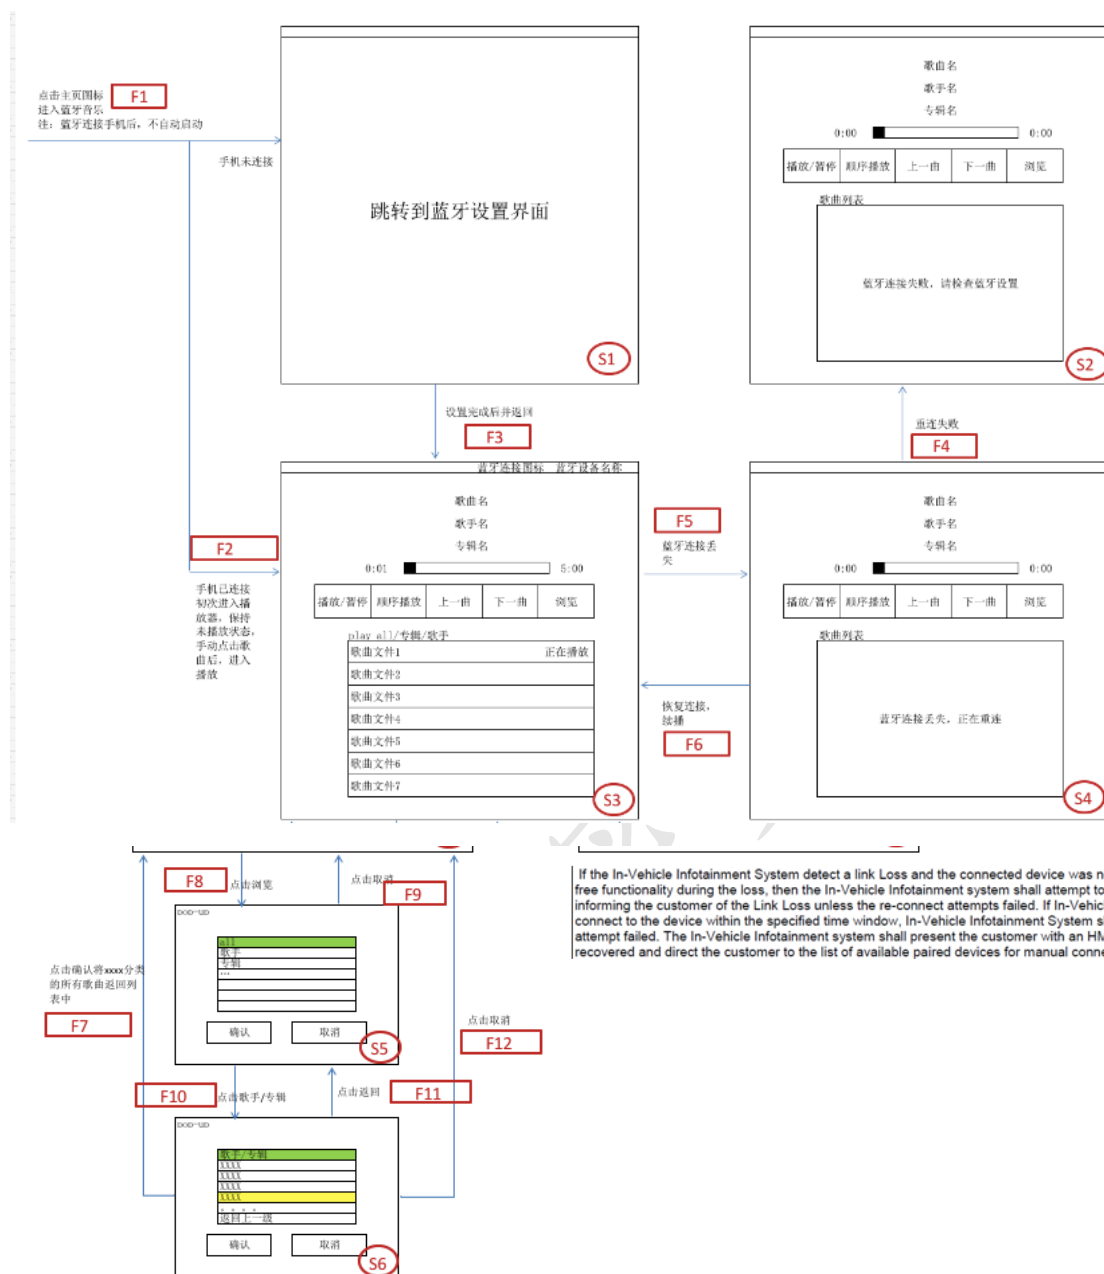 点击主页图标
进入蓝牙音乐
注：蓝牙连接手机后，不自动启动
F1
手机未连接
跳转到蓝牙设置界面
S1
歌曲名
歌手名
专辑名
0:00
0:00
播放/暂停
顺序播放
上一曲
下一曲
浏览
歌曲列表
蓝牙连接失败，请检查蓝牙设置
S2
设置完成后并返回
F3
重连失败
F4
F2
手机已连接
初次进入播
放器，保持
未播放状态，
手动点击歌
曲后，进入
播放
蓝牙连接图标 蓝牙设备名称
歌曲名
歌手名
专辑名
0:01
5:00
播放/暂停
顺序播放
上一曲
下一曲
浏览
play all/专辑/歌手
歌曲文件1 正在播放
歌曲文件2
歌曲文件3
歌曲文件4
歌曲文件5
歌曲文件6
歌曲文件7
S3
F5
蓝牙连接丢
失
恢复连接，
续播
F6
歌曲名
歌手名
专辑名
0:00
0:00
播放/暂停
顺序播放
上一曲
下一曲
浏览
歌曲列表
蓝牙连接丢失，正在重连
S4
F8
点击浏览
点击取消
F9
If the In-Vehicle Infotainment System detect a link Loss and the connected device was n
free functionality during the loss, then the In-Vehicle Infotainment system shall attempt to
informing the customer of the Link Loss unless the re-connect attempts failed. If In-Vehic
connect to the device within the specified time window, In-Vehicle Infotainment System s
attempt failed. The In-Vehicle Infotainment system shall present the customer with an HM
recovered and direct the customer to the list of available paired devices for manual conne
点击确认将xxxx分类
的所有歌曲返回列
表中
F7
all
歌手
专辑
...
确认
取消
S5
点击取消
F12
F10
点击歌手/专辑
点击返回
F11
歌手/专辑
XXXX
XXXX
XXXX
XXXX
。。。。
返回上一级
确认
取消
S6